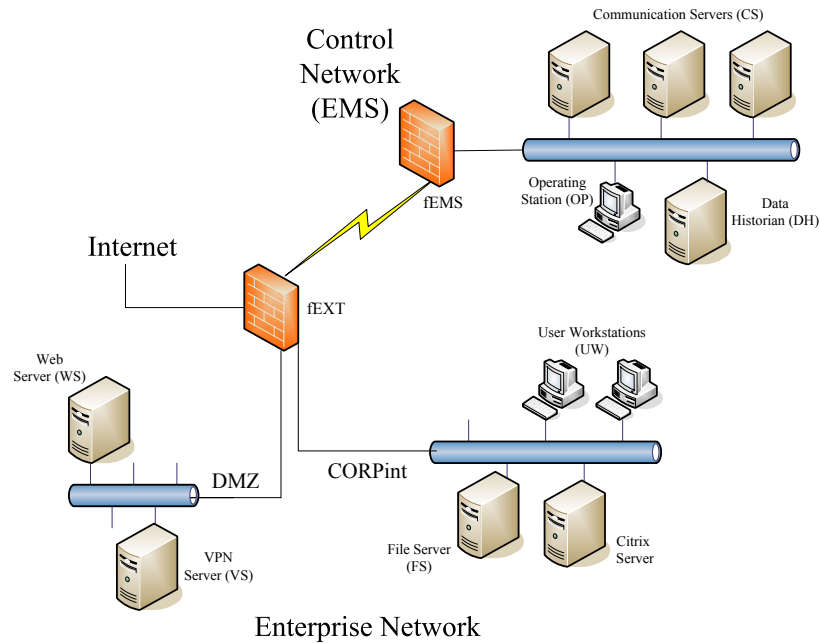 Communication Servers (CS)
Control
Network
(EMS)
fEMS
Operating
Station (OP)
Data
Historian (DH)
Internet
fEXT
User Workstations
(UW)
Web
Server (WS)
DMZ
CORPint
VPN
Server (VS)
File Server
(FS)
Citrix
Server
Enterprise Network